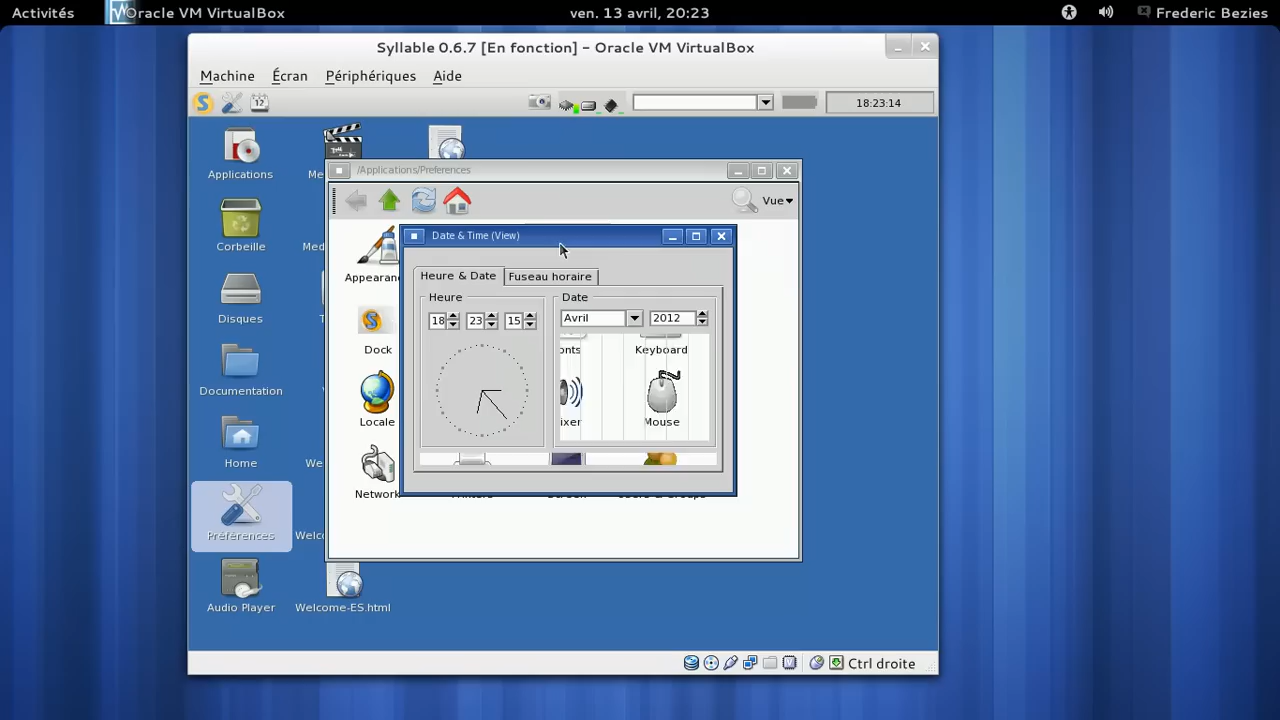 Activités
Oracle VM VirtualBox
ven. 13 avril, 20:23
Frederic Bezies
Syllable 0.6.7 [En fonction] – Oracle VM VirtualBox
Machine Écran Périphériques Aide
12
18:23:14
Applications
Corbeille
Disques
Documentation
Home
Préférences
Audio Player
Welcome-ES.html
/Applications/Preferences
Vue
Dock
Locale
Network
Date & Time (View)
Heure & Date
Fuseau horaire
Heure
18 23 15
Date
Avril
2012
Keyboard
Mouse
Ctrl droite